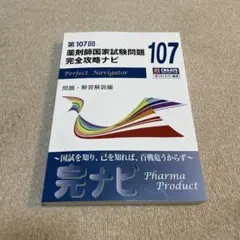 第107回
薬剤師国家試験問題
完全攻略ナビ
107
CREATE
Perfect Navigator
問題・解答解説編
～国試を知り、己を知れば、百戦危うからず～
完ナビ
Pharma
Product